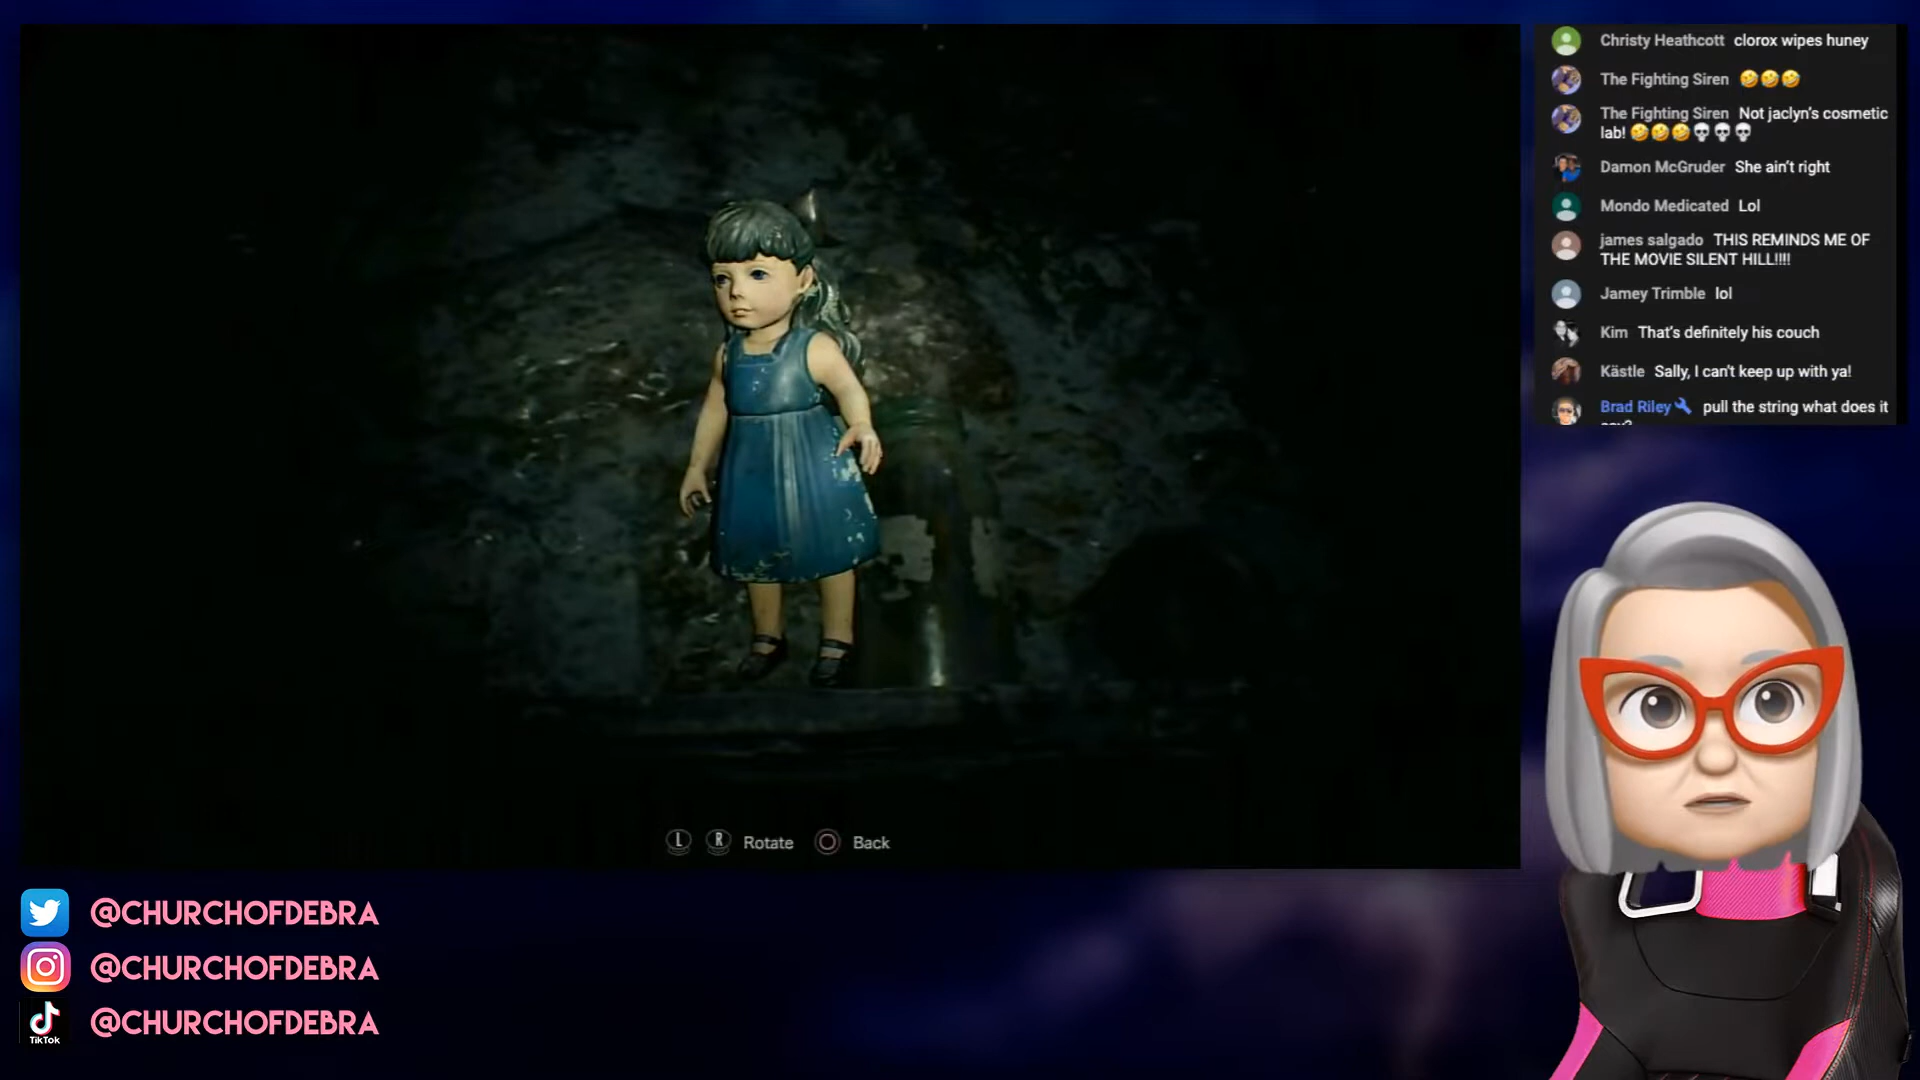 Christy Heathcott clorox wipes huney
The Fighting Siren 🤣🤣🤣
The Fighting Siren Not jaclyn's cosmetic
lab! 🤣🤣🤣💀💀💀
Damon McGruder She ain't right
Mondo Medicated Lol
james salgado THIS REMINDS ME OF
THE MOVIE SILENT HILL!!!!
Jamey Trimble lol
Kim That's definitely his couch
Kästle Sally, I can't keep up with ya!
Brad Riley pull the string what does it
L R Rotate Back
@CHURCHOFDEBRA
@CHURCHOFDEBRA
TikTok @CHURCHOFDEBRA